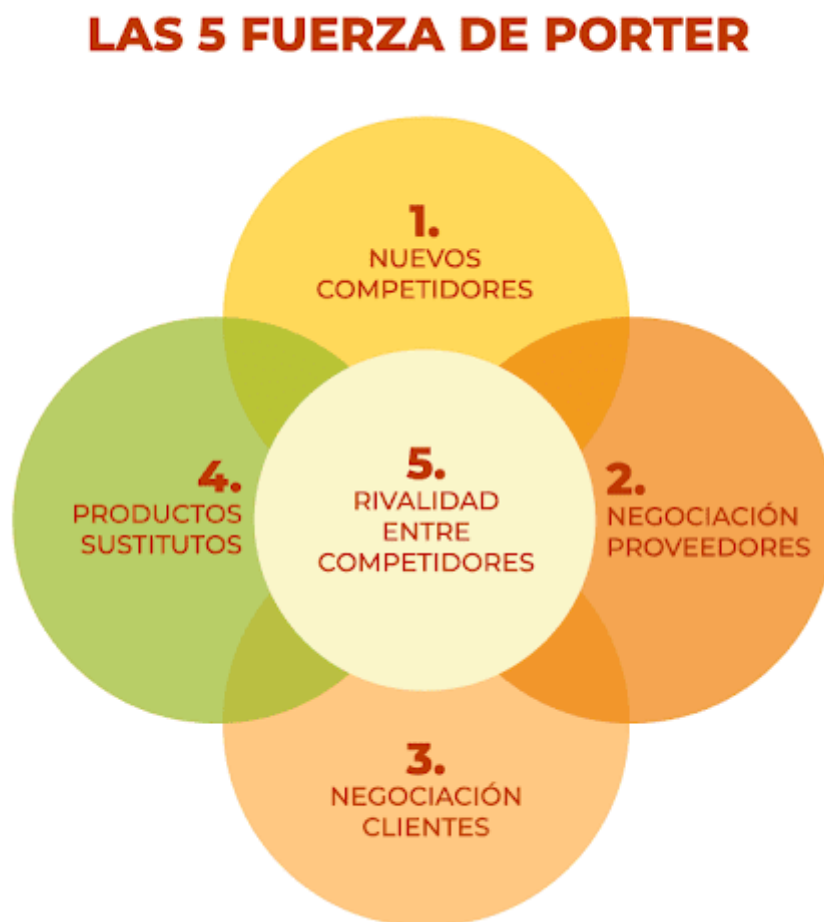 LAS 5 FUERZA DE PORTER
1.
NUEVOS
COMPETIDORES
2.
NEGOCIACIÓN
PROVEEDORES
3.
NEGOCIACIÓN
CLIENTES
4.
PRODUCTOS
SUSTITUTOS
5.
RIVALIDAD
ENTRE
COMPETIDORES